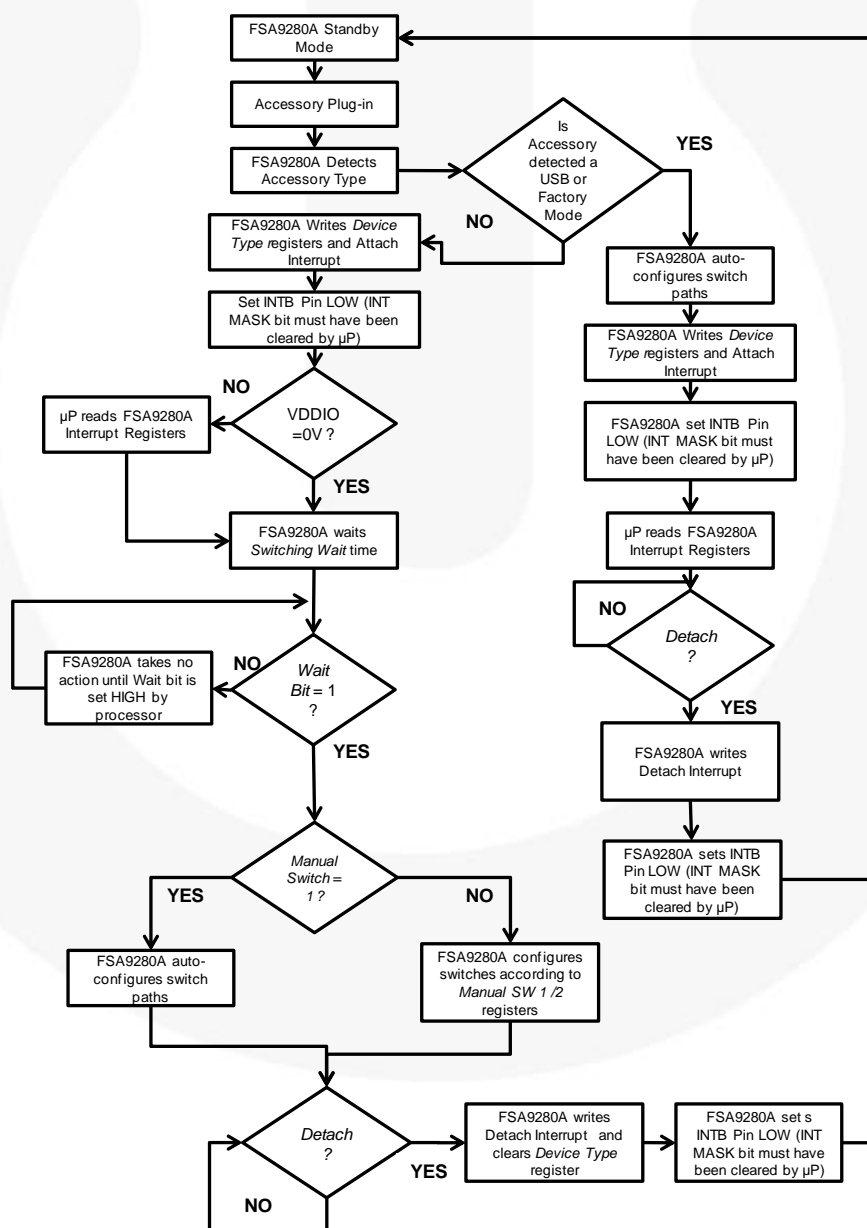 FSA9280A Standby
Mode
Accessory Plug-in
FSA9280A Detects
Accessory Type
Is
Accessory
detected a
USB or
Factory
Mode
YES
NO
FSA9280A Writes Device
Type registers and Attach
Interrupt
Set INTB Pin LOW (INT
MASK bit must have been
cleared by µP)
NO
VDDIO
=0V ?
µP reads FSA9280A
Interrupt Registers
YES
FSA9280A waits
Switching Wait time
NO
Wait
Bit = 1
?
FSA9280A takes no
action until Wait bit is
set HIGH by
processor
YES
Manual
Switch =
1 ?
YES
NO
FSA9280A auto-
configures switch
paths
FSA9280A configures
switches according to
Manual SW 1 /2
registers
Detach
?
YES
NO
FSA9280A writes
Detach Interrupt and
clears Device Type
register
FSA9280A set s
INTB Pin LOW (INT
MASK bit must have
been cleared by µP)
FSA9280A auto-
configures switch
paths
FSA9280A Writes Device
Type registers and Attach
Interrupt
FSA9280A set INTB Pin
LOW (INT MASK bit must
have been cleared by µP)
µP reads FSA9280A
Interrupt Registers
NO
Detach
?
YES
FSA9280A writes
Detach Interrupt
FSA9280A sets INTB
Pin LOW (INT MASK
bit must have been
cleared by µP)